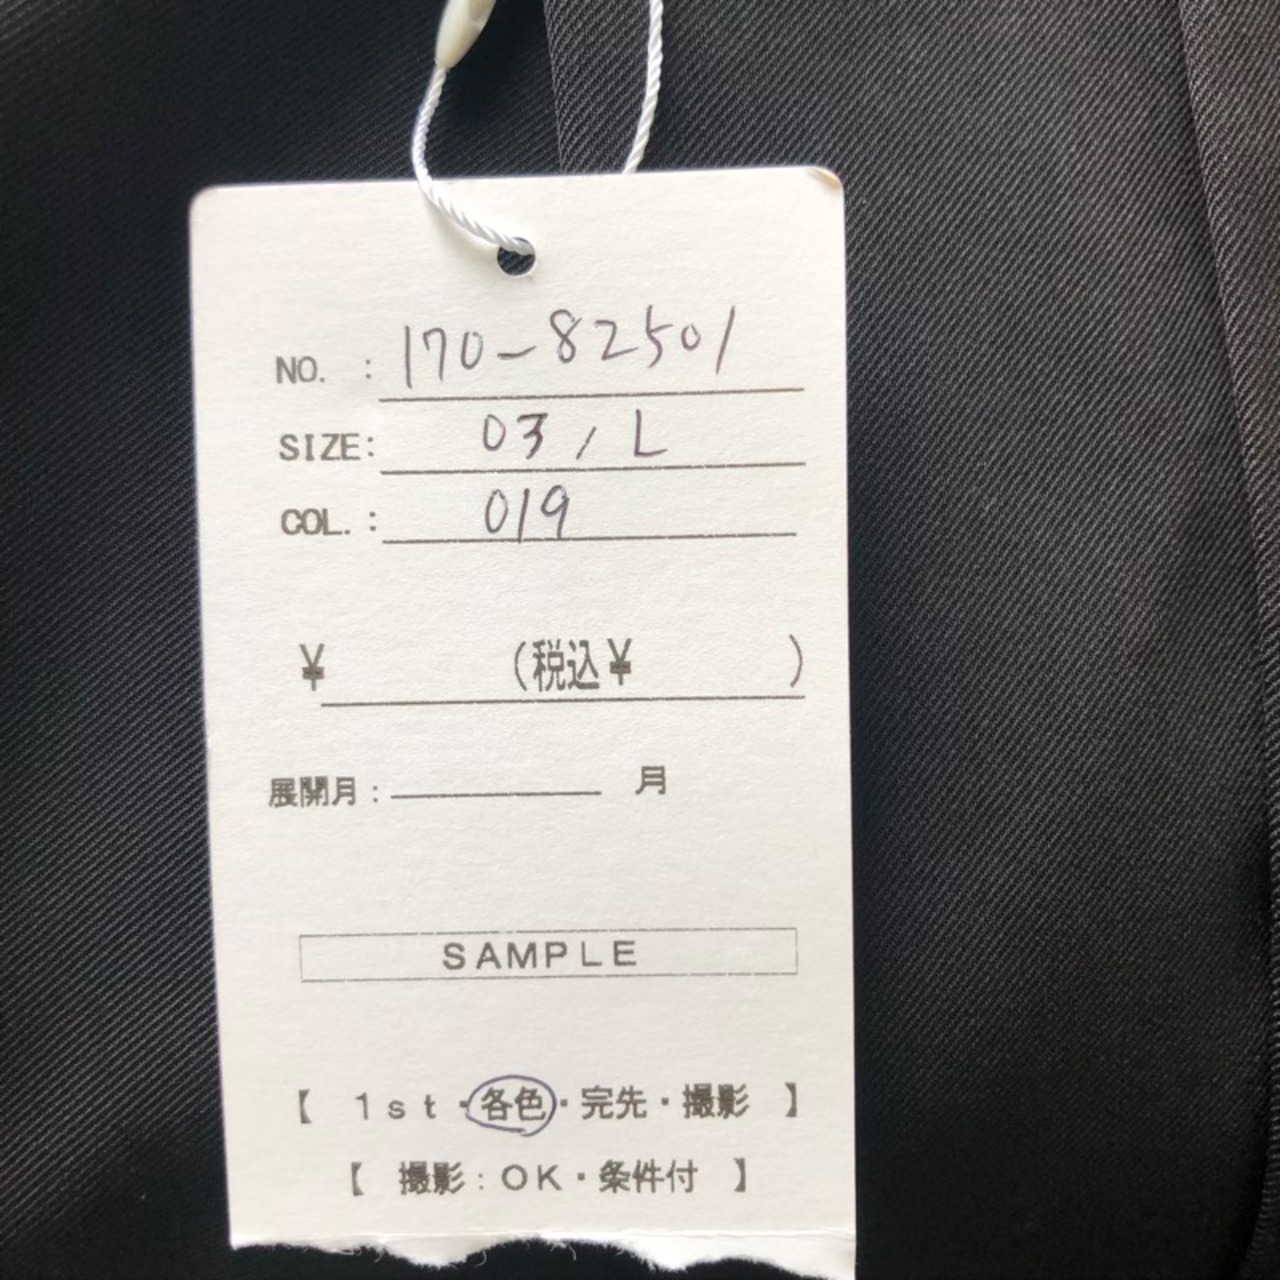 NO. : 170-82501
SIZE: 03 / L
COL. : 019
¥ (税込¥ )
展開月: 月
SAMPLE
【 1st・各色・完先・撮影 】
【 撮影:OK・条件付 】